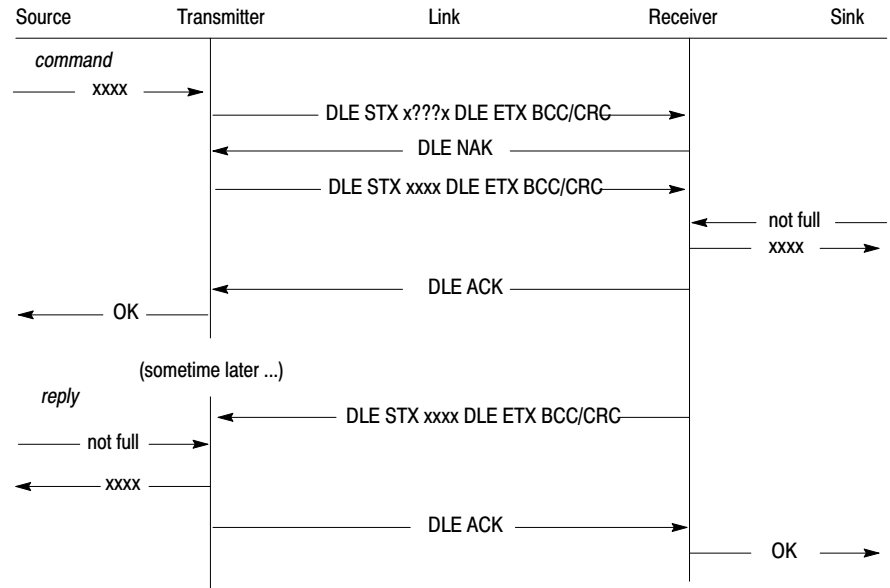 Source Transmitter Link Receiver Sink
command
xxxx
DLE STX x???x DLE ETX BCC/CRC
DLE NAK
DLE STX xxxx DLE ETX BCC/CRC
not full
xxxx
DLE ACK
OK
(sometime later ...)
reply
DLE STX xxxx DLE ETX BCC/CRC
not full
xxxx
DLE ACK
OK